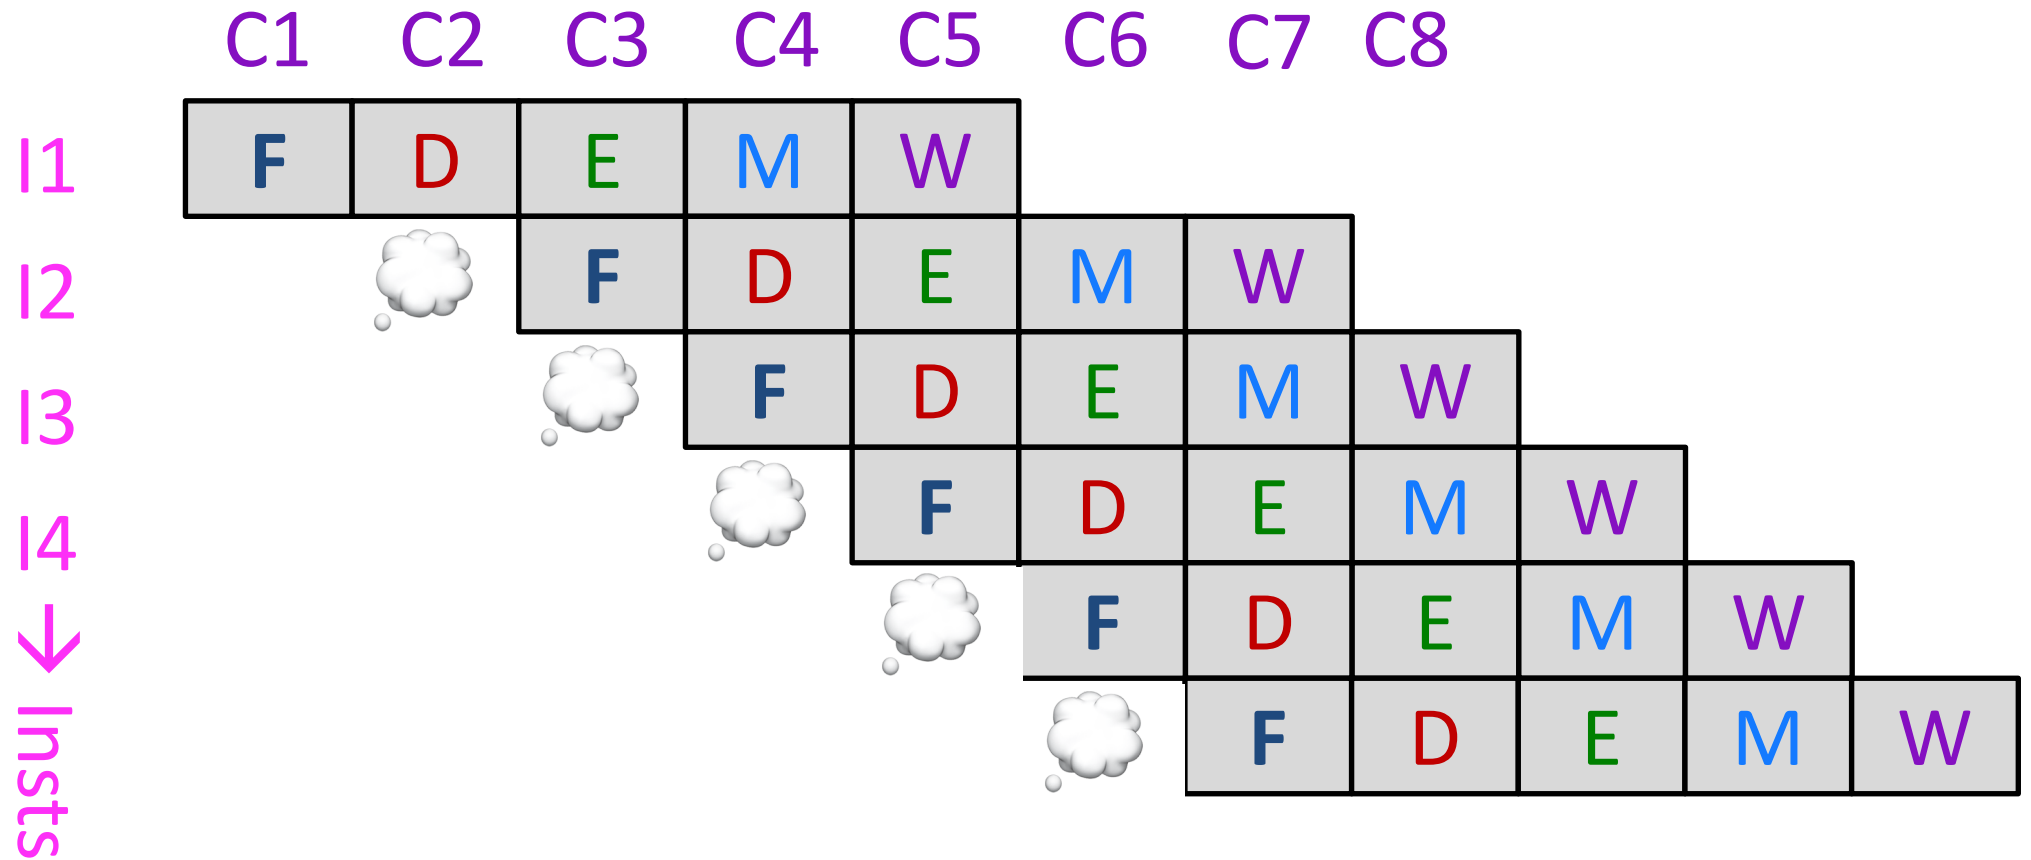 C1 C2 C3 C4 C5 C6 C7 C8
I1 F D E M W
I2 F D E M W
I3 F D E M W
I4 F D E M W
F D E M W
F D E M W
→ Insts